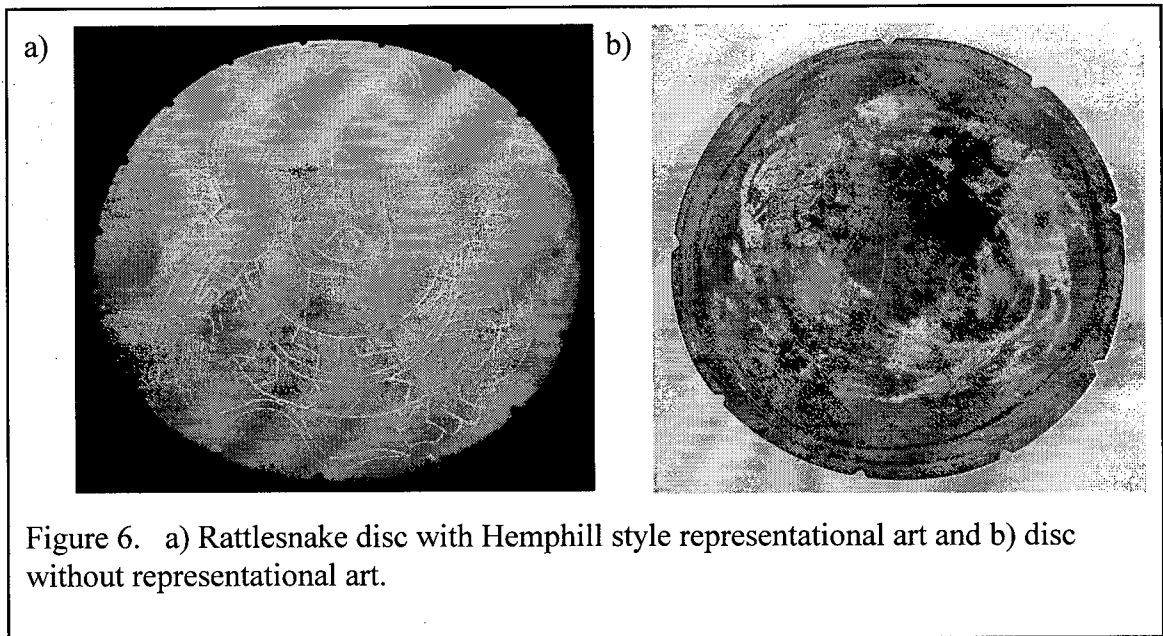 a)
b)
Figure 6. a) Rattlesnake disc with Hemphill style representational art and b) disc
without representational art.